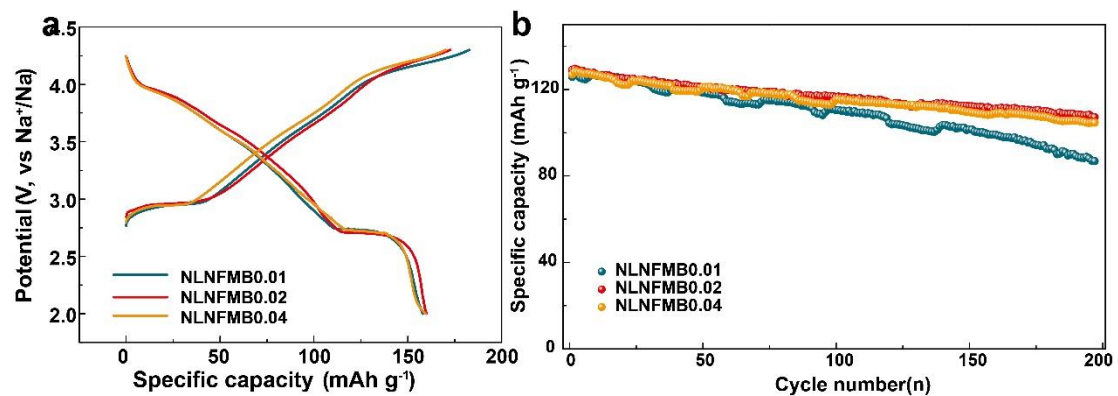 a
4.5
4.0
3.5
3.0
2.5
2.0
Potential (V, vs Na⁺/Na)
NLNFMB0.01
NLNFMB0.02
NLNFMB0.04
0
50
100
150
200
Specific capacity (mAh g⁻¹)
b
120
80
40
0
Specific capacity (mAh g⁻¹)
NLNFMB0.01
NLNFMB0.02
NLNFMB0.04
0
50
100
150
200
Cycle number(n)